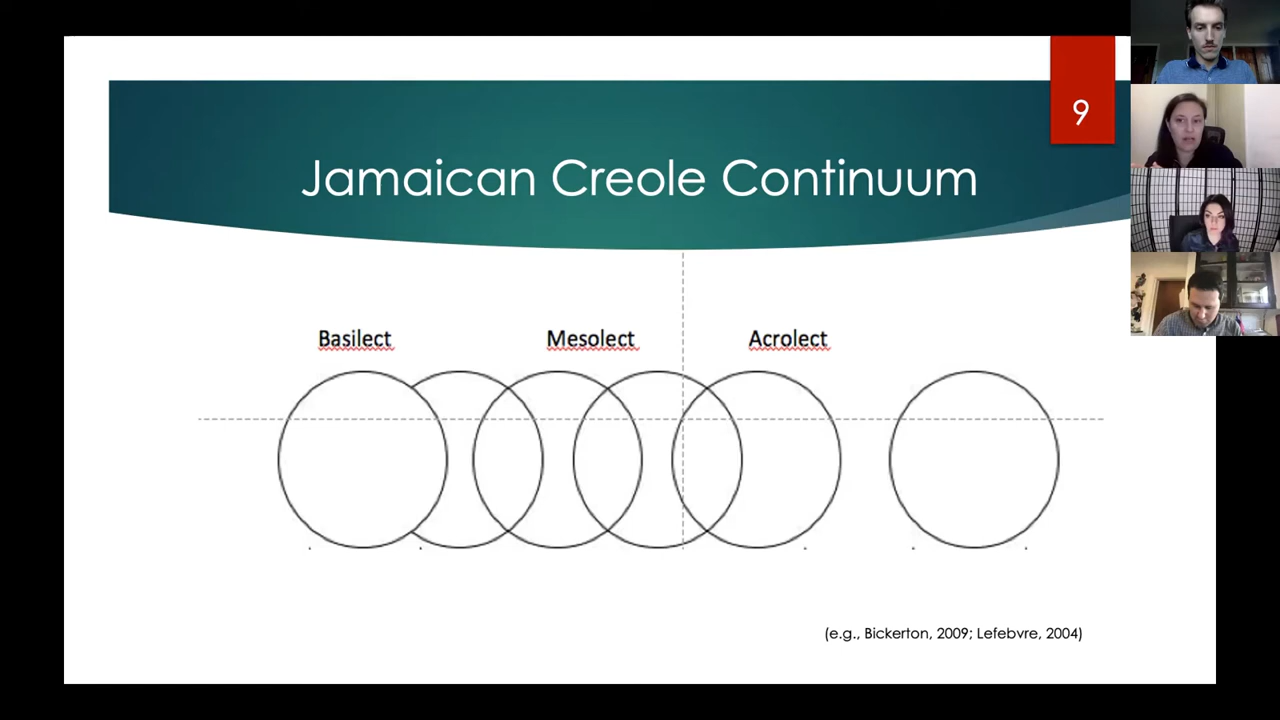 9
Jamaican Creole Continuum
Basilect Mesolect Acrolect
(e.g., Bickerton, 2009; Lefebvre, 2004)